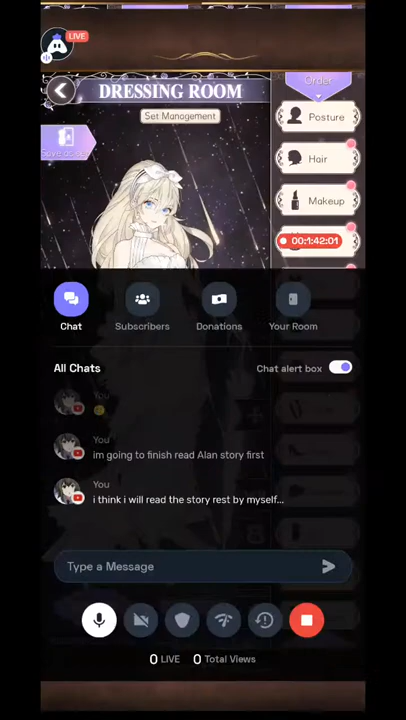 LIVE
Order
DRESSING ROOM
Set Management
Posture
Save as set
Hair
Makeup
00:1:42:01
Chat
Subscribers
Donations
Your Room
All Chats
Chat alert box
You
You
im going to finish read Alan story first
You
i think i will read the story rest by myself...
Type a Message
0 LIVE
0 Total Views